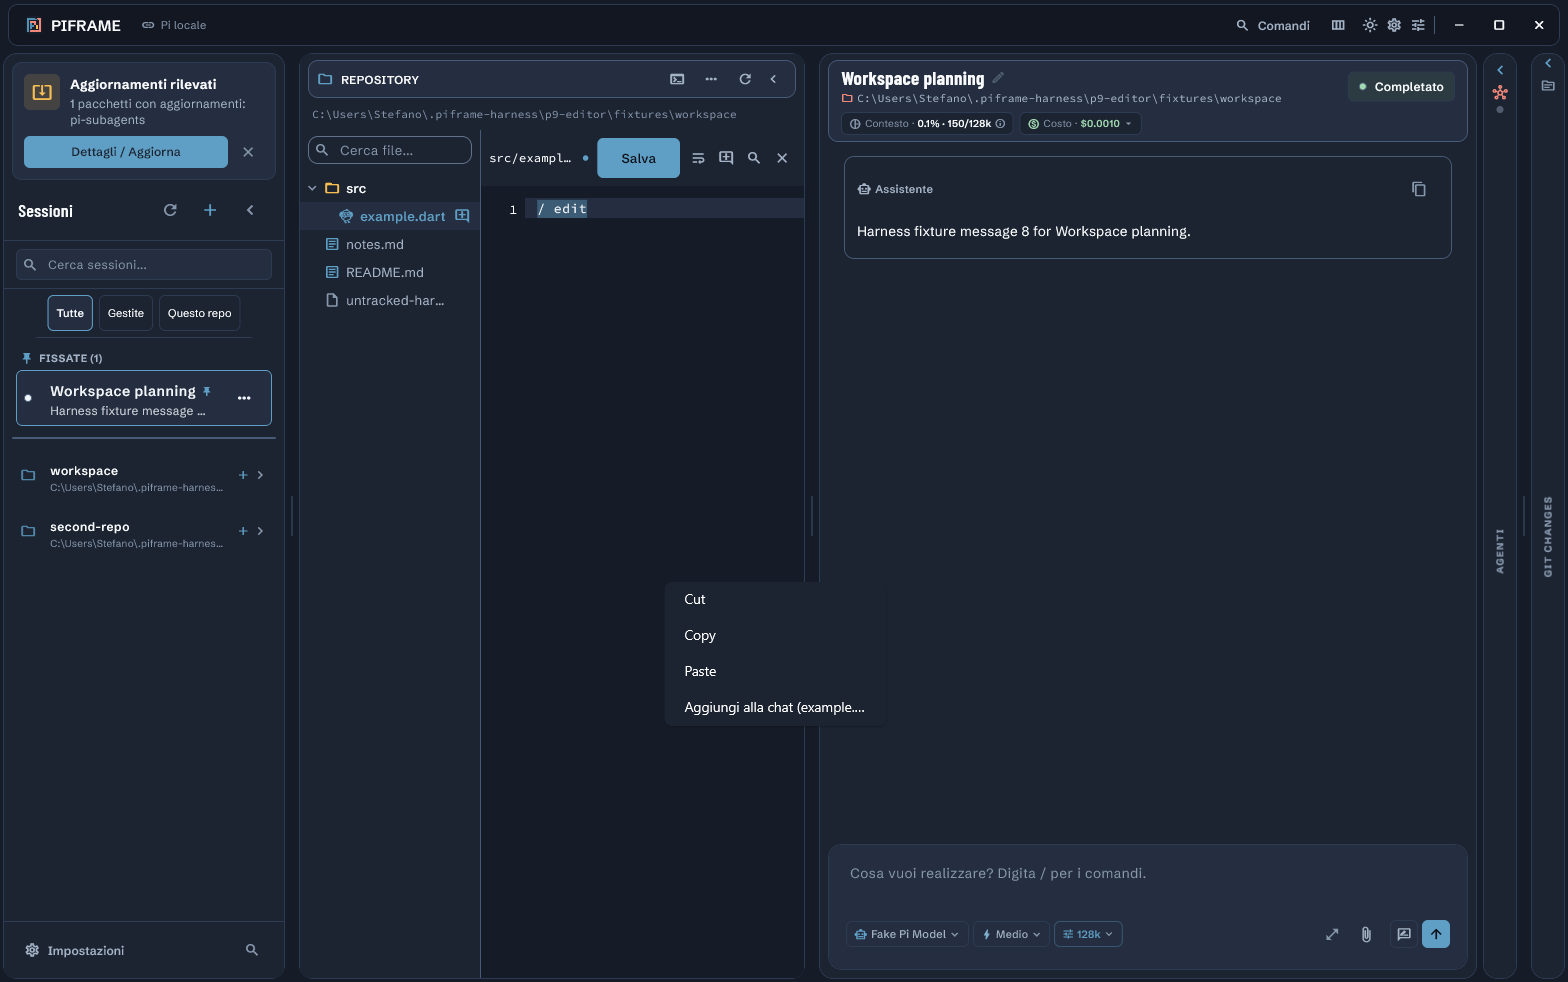 PIFRAME
Pi locale
Comandi
Aggiornamenti rilevati
1 pacchetti con aggiornamenti:
pi-subagents
Dettagli / Aggiorna
Sessioni
Cerca sessioni...
Tutte
Gestite
Questo repo
FISSATE (1)
Workspace planning
Harness fixture message ...
workspace
C:\Users\Stefano\.piframe-harnes...
second-repo
C:\Users\Stefano\.piframe-harnes...
Impostazioni
REPOSITORY
C:\Users\Stefano\.piframe-harness\p9-editor\fixtures\workspace
Cerca file...
src
example.dart
notes.md
README.md
untracked-har...
src/exampl...
Salva
1 / edit
Cut
Copy
Paste
Aggiungi alla chat (example....
Workspace planning
C:\Users\Stefano\.piframe-harness\p9-editor\fixtures\workspace
Contesto · 0.1% · 150/128k
Costo · $0.0010
Completato
Assistente
Harness fixture message 8 for Workspace planning.
Cosa vuoi realizzare? Digita / per i comandi.
Fake Pi Model
Medio
128k
AGENTI
GIT CHANGES